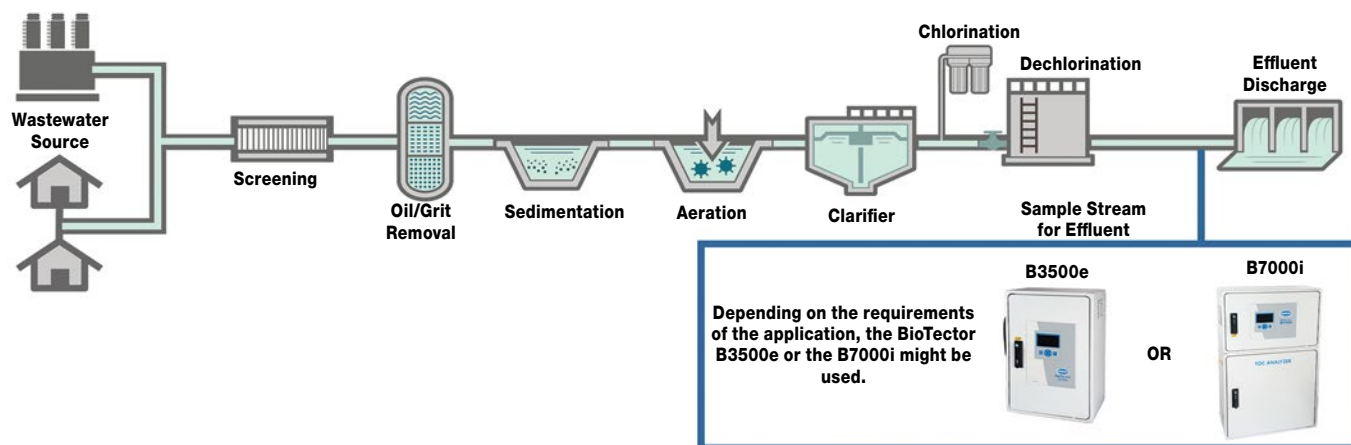 Wastewater
Source
Screening
Oil/Grit
Removal
Sedimentation
Aeration
Clarifier
Chlorination
Dechlorination
Effluent
Discharge
Sample Stream
for Effluent
Depending on the requirements
of the application, the BioTector
B3500e or the B7000i might be
used.
B3500e
OR
B7000i
TOC ANALYZER